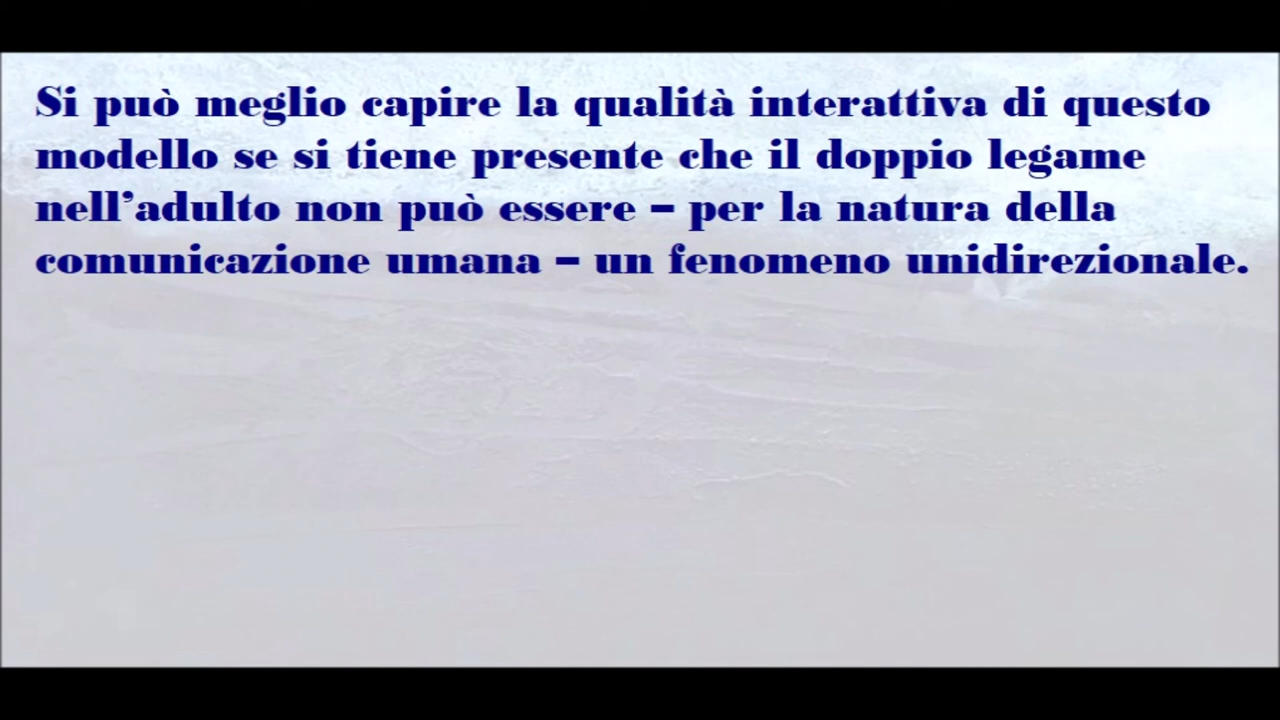 Si può meglio capire la qualità interattiva di questo
modello se si tiene presente che il doppio legame
nell’adulto non può essere – per la natura della
comunicazione umana – un fenomeno unidirezionale.